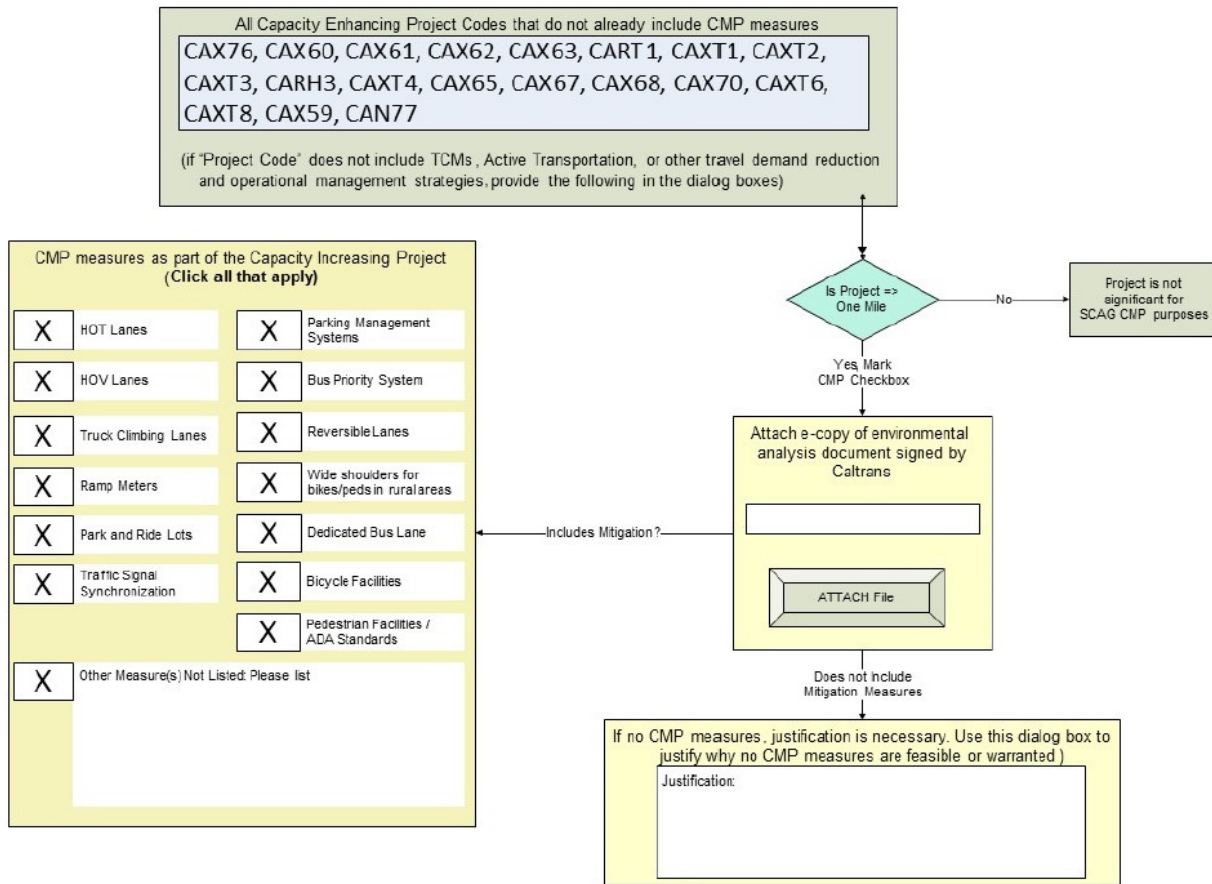 All Capacity Enhancing Project Codes that do not already include CMP measures
CAX76, CAX60, CAX61, CAX62, CAX63, CART1, CAXT1, CAXT2,
CAXT3, CARH3, CAXT4, CAX65, CAX67, CAX68, CAX70, CAXT6,
CAXT8, CAX59, CAN77
(if "Project Code" does not include TCMs, Active Transportation, or other travel demand reduction
and operational management strategies, provide the following in the dialog boxes)
CMP measures as part of the Capacity Increasing Project
(Click all that apply)
X HOT Lanes
X HOV Lanes
X Truck Climbing Lanes
X Ramp Meters
X Park and Ride Lots
X Traffic Signal
Synchronization
X Parking Management
Systems
X Bus Priority System
X Reversible Lanes
X Wide shoulders for
bikes/peds in rural areas
X Dedicated Bus Lane
X Bicycle Facilities
X Pedestrian Facilities /
ADA Standards
X Other Measure(s) Not Listed: Please list
Is Project =>
One Mile
No
Project is not
significant for
SCAG CMP purposes
Yes, Mark
CMP Checkbox
Attach e-copy of environmental
analysis document signed by
Caltrans
ATTACH File
Includes Mitigation?
Does not Include
Mitigation Measures
If no CMP measures, justification is necessary. Use this dialog box to
justify why no CMP measures are feasible or warranted )
Justification: